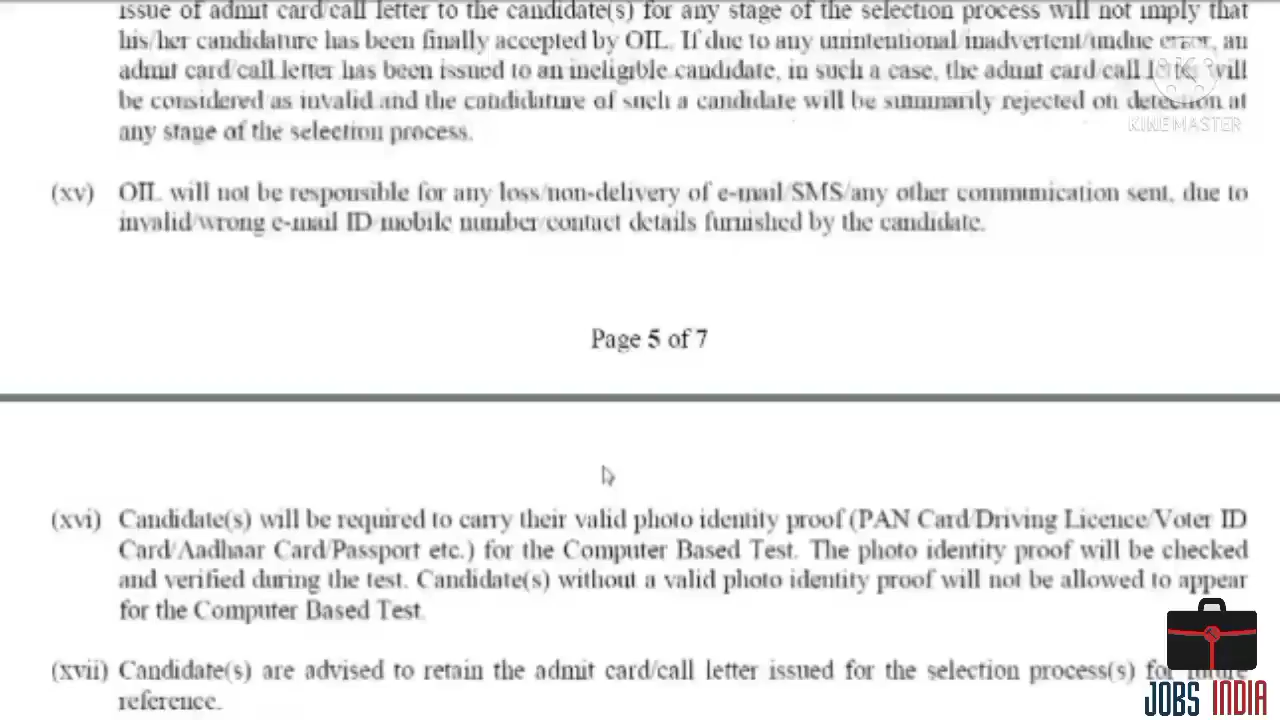 issue of admit card/call letter to the candidate(s) for any stage of the selection process will not imply that
his/her candidature has been finally accepted by OIL. If due to any unintentional/inadvertent/undue error, an
admit card/call letter has been issued to an ineligible candidate, in such a case, the admit card/call letter will
be considered as invalid and the candidature of such a candidate will be summarily rejected on detection at
any stage of the selection process.
KINEMASTER
(xv) OIL will not be responsible for any loss/non-delivery of e-mail/SMS/any other communication sent, due to
invalid/wrong e-mail ID/mobile number/contact details furnished by the candidate.
Page 5 of 7
(xvi) Candidate(s) will be required to carry their valid photo identity proof (PAN Card/Driving Licence/Voter ID
Card/Aadhaar Card/Passport etc.) for the Computer Based Test. The photo identity proof will be checked
and verified during the test. Candidate(s) without a valid photo identity proof will not be allowed to appear
for the Computer Based Test.
(xvii) Candidate(s) are advised to retain the admit card/call letter issued for the selection process(s) for future
reference.
JOBS INDIA